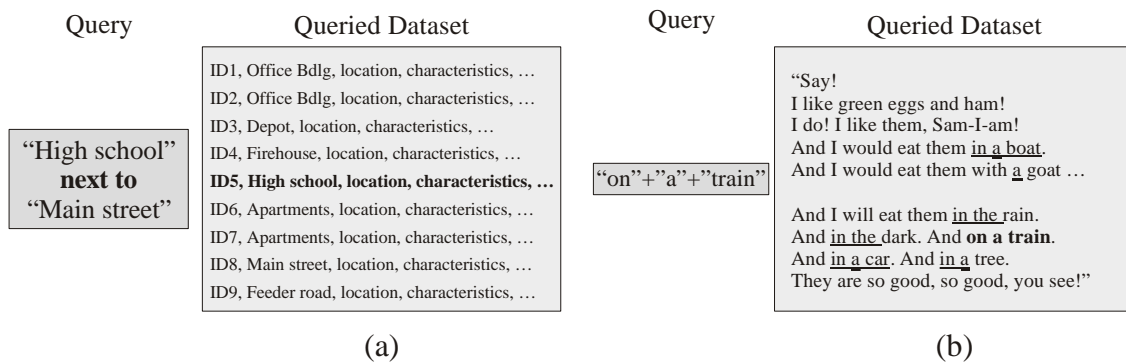 Query
Queried Dataset
“High school”
next to
“Main street”
ID1, Office Bdlg, location, characteristics, …
ID2, Office Bdlg, location, characteristics, …
ID3, Depot, location, characteristics, …
ID4, Firehouse, location, characteristics, …
ID5, High school, location, characteristics, …
ID6, Apartments, location, characteristics, …
ID7, Apartments, location, characteristics, …
ID8, Main street, location, characteristics, …
ID9, Feeder road, location, characteristics, …
(a)
Query
Queried Dataset
“on”+“a”+“train”
“Say!
I like green eggs and ham!
I do! I like them, Sam-I-am!
And I would eat them in a boat.
And I would eat them with a goat …
And I will eat them in the rain.
And in the dark. And on a train.
And in a car. And in a tree.
They are so good, so good, you see!”
(b)